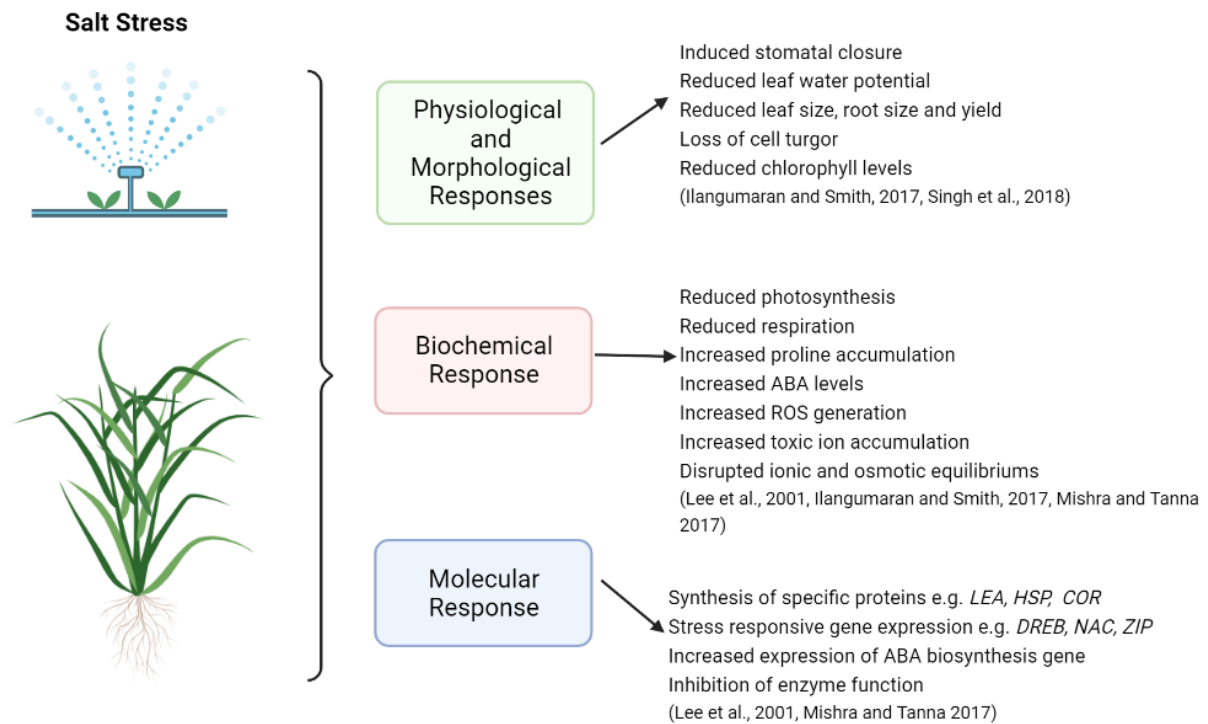 Salt Stress
Physiological
and
Morphological
Responses
Induced stomatal closure
Reduced leaf water potential
Reduced leaf size, root size and yield
Loss of cell turgor
Reduced chlorophyll levels
(Ilangumaran and Smith, 2017, Singh et al., 2018)
Biochemical
Response
Reduced photosynthesis
Reduced respiration
Increased proline accumulation
Increased ABA levels
Increased ROS generation
Increased toxic ion accumulation
Disrupted ionic and osmotic equilibriums
(Lee et al., 2001, Ilangumaran and Smith, 2017, Mishra and Tanna
2017)
Molecular
Response
Synthesis of specific proteins e.g. LEA, HSP, COR
Stress responsive gene expression e.g. DREB, NAC, ZIP
Increased expression of ABA biosynthesis gene
Inhibition of enzyme function
(Lee et al., 2001, Mishra and Tanna 2017)